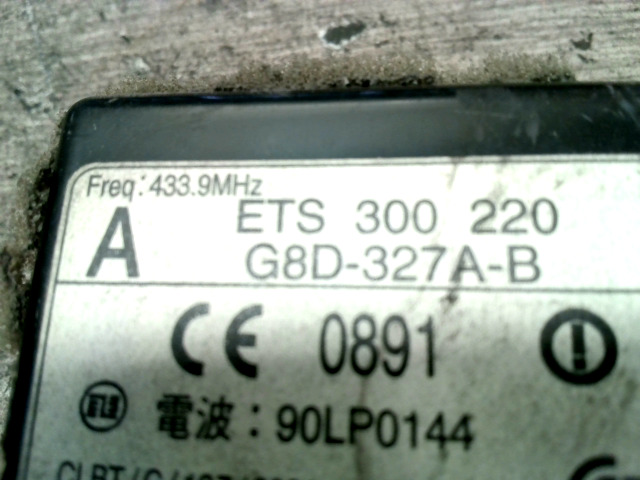 Freq: 433.9MHz
A ETS 300 220
G8D-327A-B
CE 0891
電波：90LP0144